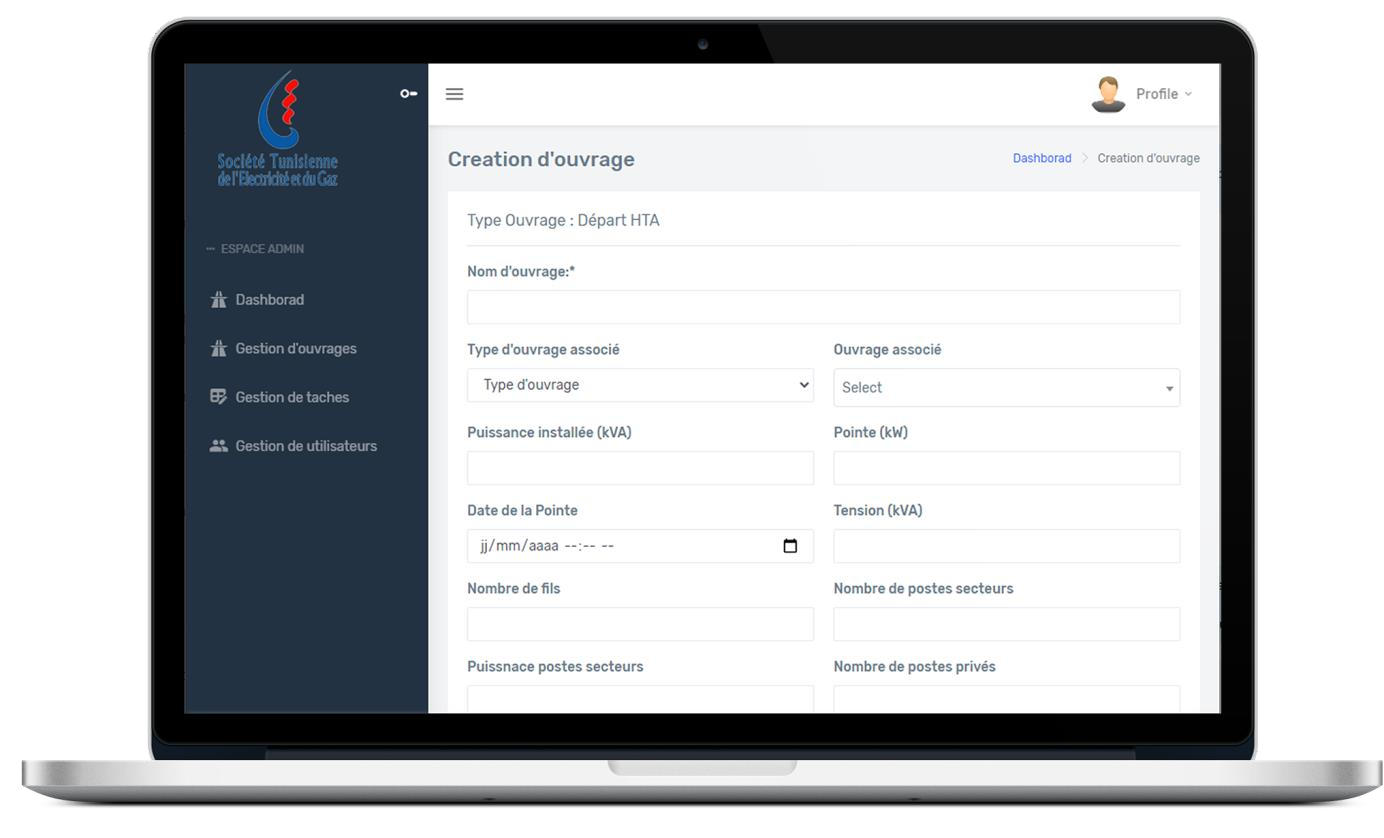 Société Tunisienne
de l'Electricité et du Gaz
ESPACE ADMIN
Dashborad
Gestion d'ouvrages
Gestion de taches
Gestion de utilisateurs
Profile
Creation d'ouvrage
Dashborad > Creation d'ouvrage
Type Ouvrage : Départ HTA
Nom d'ouvrage:*
Type d'ouvrage associé
Ouvrage associé
Type d'ouvrage
Select
Puissance installée (kVA)
Pointe (kW)
Date de la Pointe
Tension (kVA)
jj/mm/aaaa --:-- --
Nombre de fils
Nombre de postes secteurs
Puissnace postes secteurs
Nombre de postes privés